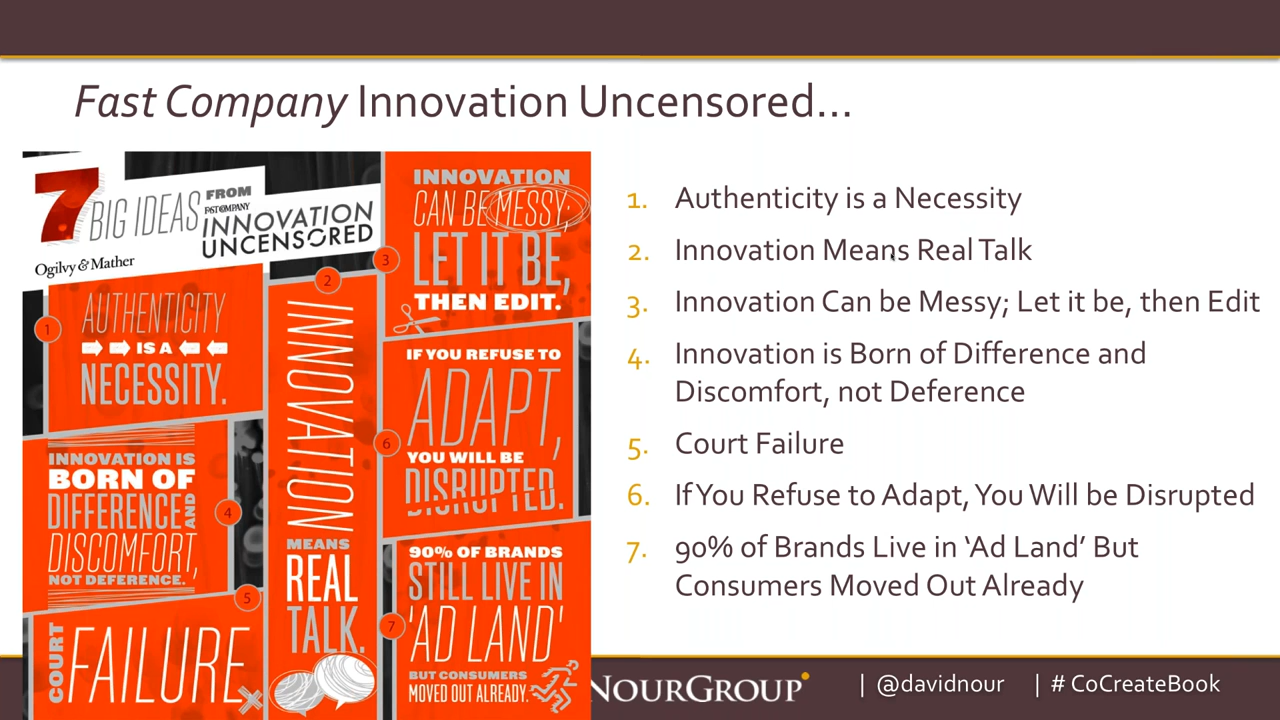 Fast Company Innovation Uncensored...
7 BIG IDEAS FROM
FAST COMPANY
INNOVATION
UNCENSORED
Ogilvy & Mather
1
AUTHENTICITY
IS A
NECESSITY.
2
INNOVATION
MEANS
REAL
TALK.
3
INNOVATION
CAN BE MESSY;
LET IT BE,
THEN EDIT.
4
INNOVATION IS
BORN OF
DIFFERENCE AND
DISCOMFORT,
NOT DEFERENCE.
5
COURT
FAILURE
6
IF YOU REFUSE TO
ADAPT,
YOU WILL BE
DISRUPTED.
7
90% OF BRANDS
STILL LIVE IN
'AD LAND'
BUT CONSUMERS
MOVED OUT ALREADY.
1. Authenticity is a Necessity
2. Innovation Means Real Talk
3. Innovation Can be Messy; Let it be, then Edit
4. Innovation is Born of Difference and
Discomfort, not Deference
5. Court Failure
6. If You Refuse to Adapt, You Will be Disrupted
7. 90% of Brands Live in ‘Ad Land’ But
Consumers Moved Out Already
NOURGROUP
| @davidnour | # CoCreateBook